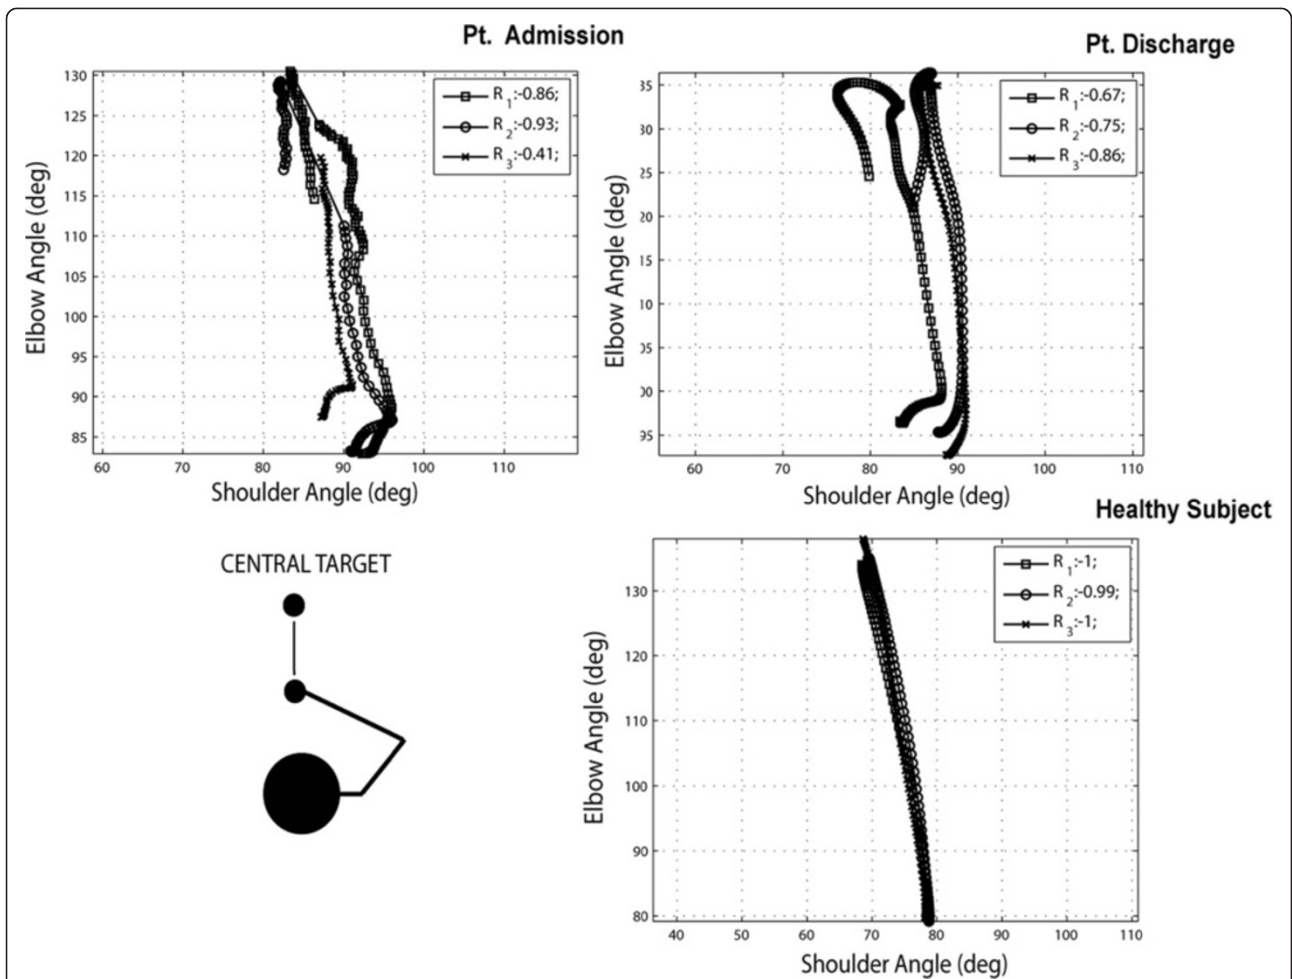 Pt. Admission
130
125
120
115
110
105
100
95
90
85
60 70 80 90 100 110
Elbow Angle (deg)
Shoulder Angle (deg)
R1:-0.86;
R2:-0.93;
R3:-0.41;
Pt. Discharge
35
30
25
20
15
10
05
00
95
60 70 80 90 100 110
Elbow Angle (deg)
Shoulder Angle (deg)
R1:-0.67;
R2:-0.75;
R3:-0.86;
CENTRAL TARGET
Healthy Subject
130
120
110
100
90
80
40 50 60 70 80 90 100 110
Elbow Angle (deg)
Shoulder Angle (deg)
R1:-1;
R2:-0.99;
R3:-1;